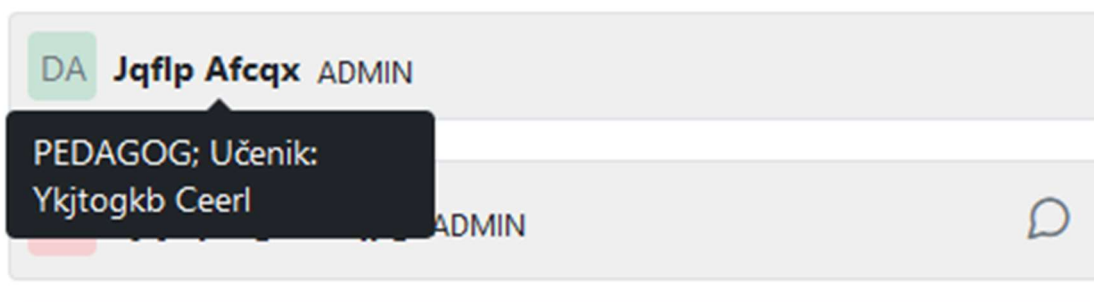 DA Jqflp Afcqx ADMIN
PEDAGOG; Učenik:
Ykjtogkb Ceerl
ADMIN